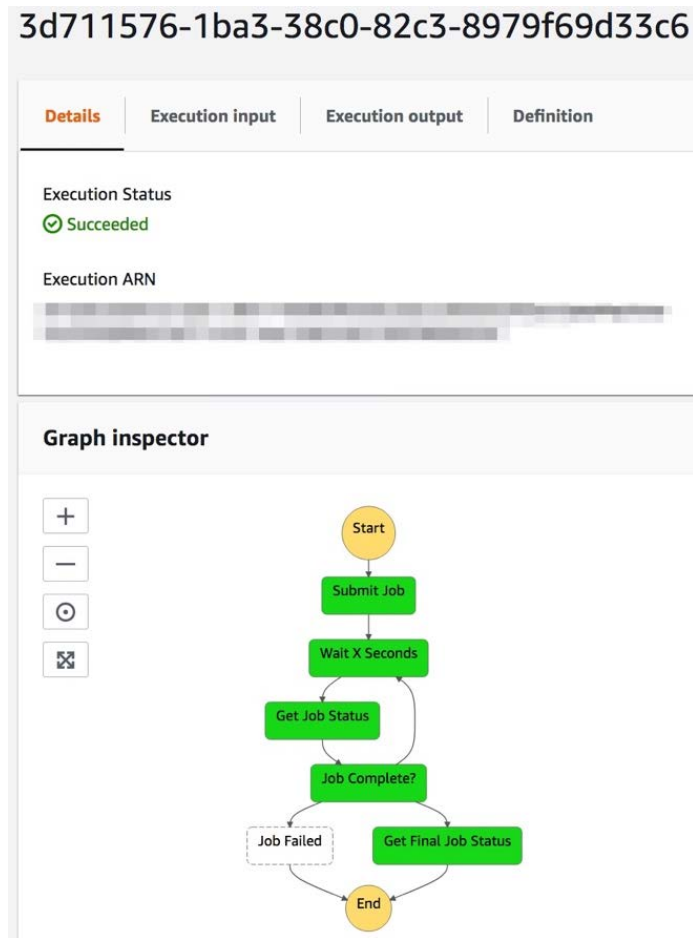 3d711576-1ba3-38c0-82c3-8979f69d33c6
Details Execution input Execution output Definition
Execution Status
Succeeded
Execution ARN
Graph inspector
Start
Submit Job
Wait X Seconds
Get Job Status
Job Complete?
Job Failed Get Final Job Status
End